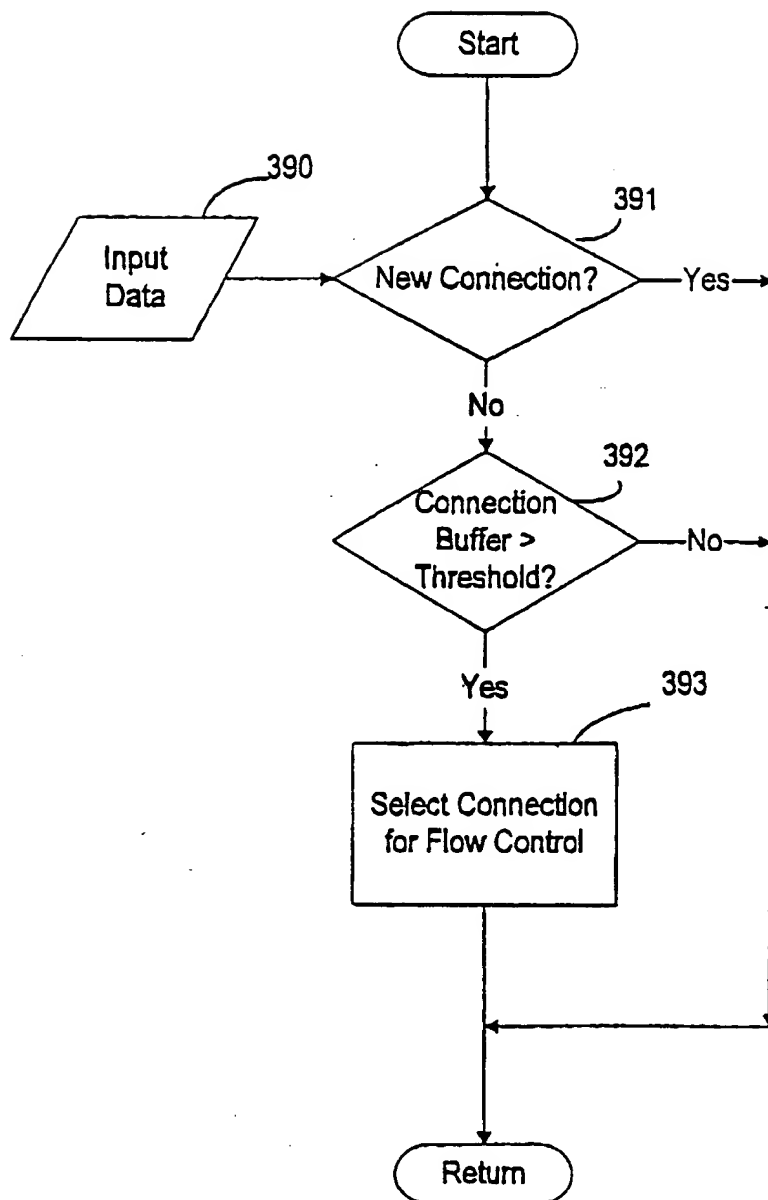 Start
390
Input
Data
391
New Connection?
Yes
No
392
Connection
Buffer >
Threshold?
No
Yes
393
Select Connection
for Flow Control
Return